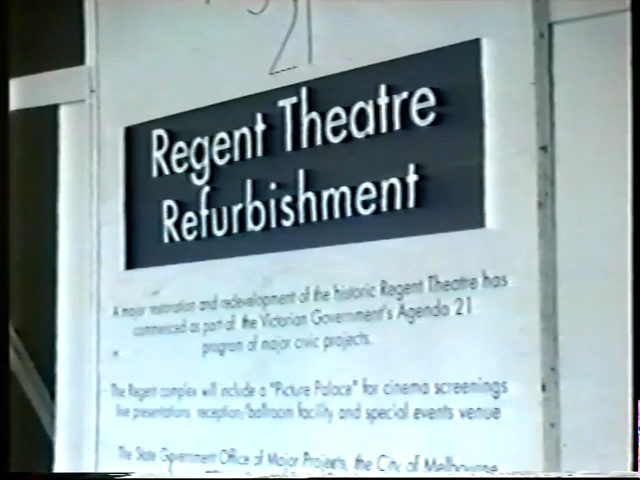 21
Regent Theatre
Refurbishment
A major restoration and redevelopment of the historic Regent Theatre has
commenced as part of the Victorian Government's Agenda 21
program of major civic projects.
The Regent complex will include a "Picture Palace" for cinema screenings
live presentations reception/ballroom facility and special events venue
The State Government Office of Major Projects, the City of Melbourne